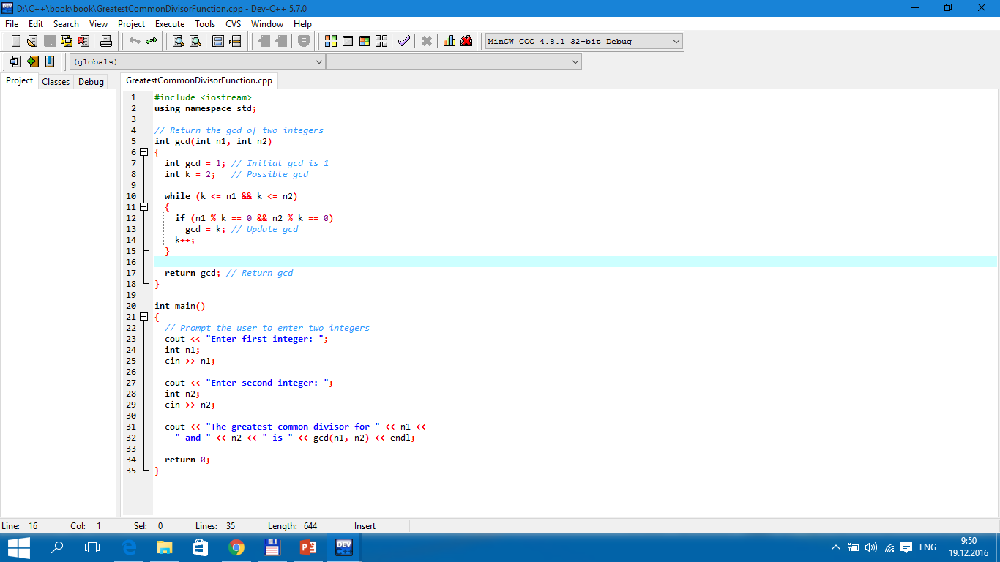 D:\C++\book\book\GreatestCommonDivisorFunction.cpp - Dev-C++ 5.7.0
File Edit Search View Project Execute Tools CVS Window Help
MinGW GCC 4.8.1 32-bit Debug
(globals)
Project Classes Debug
GreatestCommonDivisorFunction.cpp
1 #include <iostream>
2 using namespace std;
3
4 // Return the gcd of two integers
5 int gcd(int n1, int n2)
6 {
7 int gcd = 1; // Initial gcd is 1
8 int k = 2; // Possible gcd
9
10 while (k <= n1 && k <= n2)
11 {
12 if (n1 % k == 0 && n2 % k == 0)
13 gcd = k; // Update gcd
14 k++;
15 }
16
17 return gcd; // Return gcd
18 }
19
20 int main()
21 {
22 // Prompt the user to enter two integers
23 cout << "Enter first integer: ";
24 int n1;
25 cin >> n1;
26
27 cout << "Enter second integer: ";
28 int n2;
29 cin >> n2;
30
31 cout << "The greatest common divisor for " << n1 <<
32 " and " << n2 << " is " << gcd(n1, n2) << endl;
33
34 return 0;
35 }
Line: 16 Col: 1 Sel: 0 Lines: 35 Length: 644 Insert
DEV C++
ENG
9:50
19.12.2016